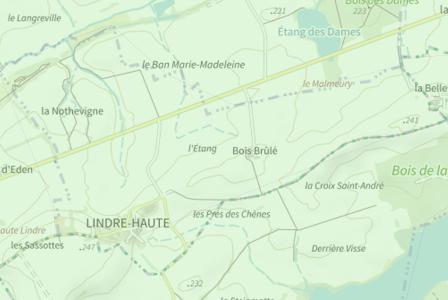 le Langreville
221
223
Bois des Dames
Étang des Dames
le Ban Marie-Madeleine
le Malmeury
la Belle
la Nothevigne
241
l'Étang
Bois Brûlé
d'Eden
Bois de la
la Croix Saint-André
les Prés des Chênes
LINDRE-HAUTE
aute Lindre
les Sassottes
247
Derrière Visse
232